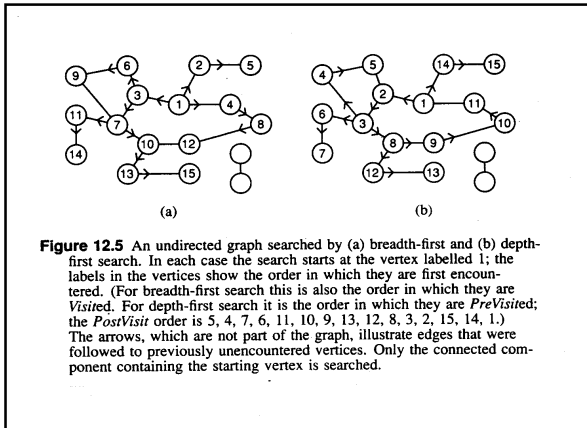 6
2
5
9
3
1
4
11
7
8
10
12
14
13
15
(a)
5
14
15
4
2
1
11
6
3
10
8
9
7
12
13
(b)
Figure 12.5 An undirected graph searched by (a) breadth-first and (b) depth-
first search. In each case the search starts at the vertex labelled 1; the
labels in the vertices show the order in which they are first encoun-
tered. (For breadth-first search this is also the order in which they are
Visited. For depth-first search it is the order in which they are PreVisited;
the PostVisit order is 5, 4, 7, 6, 11, 10, 9, 13, 12, 8, 3, 2, 15, 14, 1.)
The arrows, which are not part of the graph, illustrate edges that were
followed to previously unencountered vertices. Only the connected com-
ponent containing the starting vertex is searched.